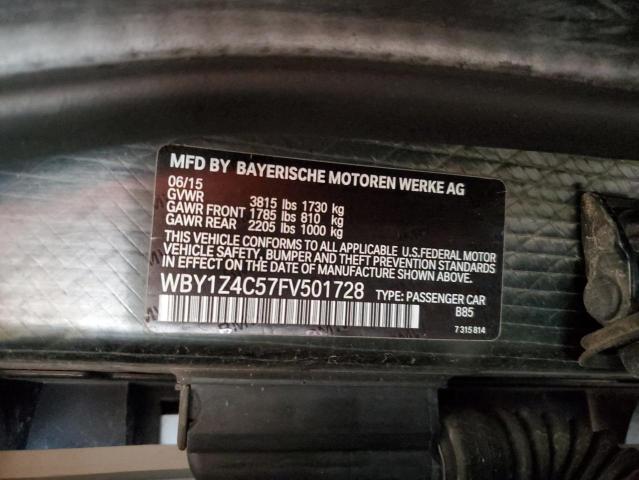 MFD BY BAYERISCHE MOTOREN WERKE AG
06/15
GVWR 3815 lbs 1730 kg
GAWR FRONT 1785 lbs 810 kg
GAWR REAR 2205 lbs 1000 kg
THIS VEHICLE CONFORMS TO ALL APPLICABLE U.S.FEDERAL MOTOR
VEHICLE SAFETY, BUMPER AND THEFT PREVENTION STANDARDS
IN EFFECT ON THE DATE OF MANUFACTURE SHOWN ABOVE.
WBY1Z4C57FV501728 TYPE: PASSENGER CAR
B85
7 315 814